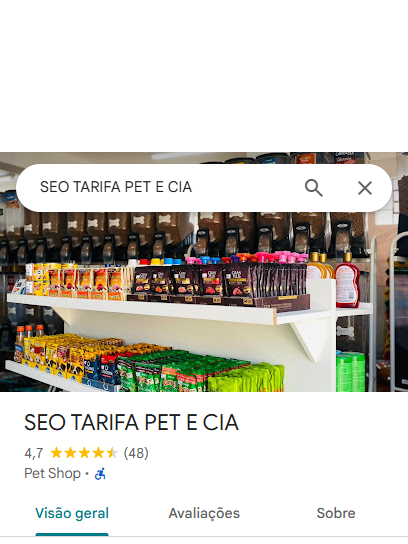 SEO TARIFA PET E CIA
SEO TARIFA PET E CIA
4,7 (48)
Pet Shop •
Visão geral Avaliações Sobre